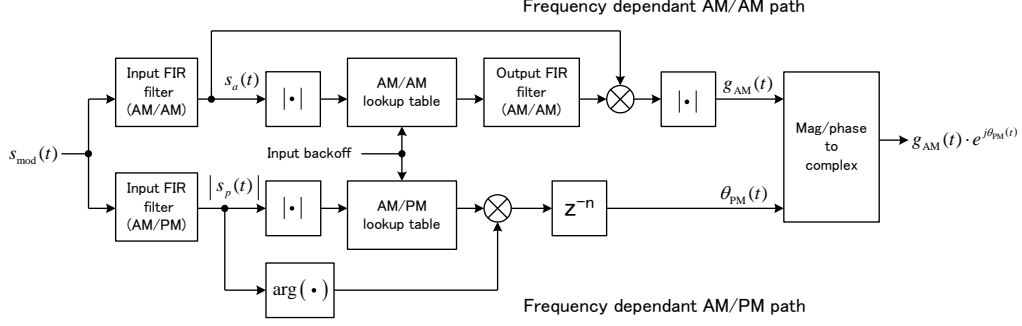 Frequency dependant AM/AM path
Input FIR
filter
(AM/AM)
s_a(t)
|•|
AM/AM
lookup table
Output FIR
filter
(AM/AM)
|•|
g_AM(t)
Mag/phase
to
complex
s_mod(t)
Input backoff
g_AM(t)·e^{jθ_PM(t)}
Input FIR
filter
(AM/PM)
|s_p(t)|
|•|
AM/PM
lookup table
z^{-n}
θ_PM(t)
arg(•)
Frequency dependant AM/PM path